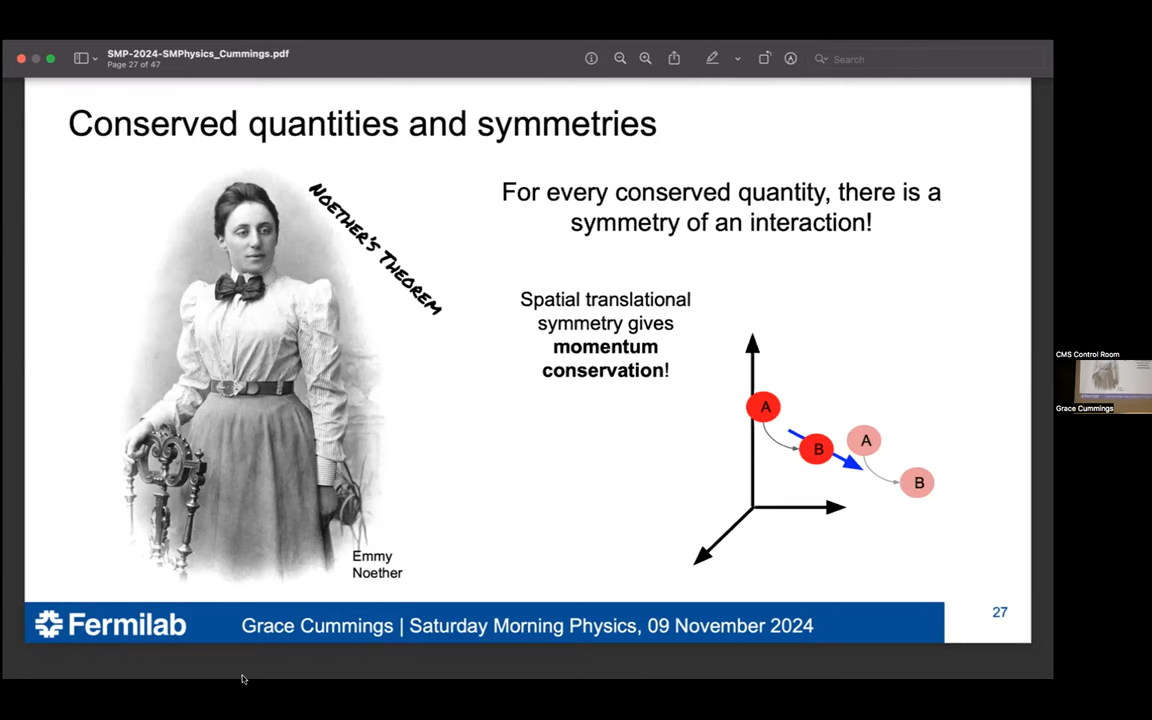 SMP-2024-SMPhysics_Cummings.pdf
Page 27 of 47
Search
Conserved quantities and symmetries
NOETHER'S THEOREM
For every conserved quantity, there is a
symmetry of an interaction!
Spatial translational
symmetry gives
momentum
conservation!
A
B
A
B
Emmy
Noether
CMS Control Room
Grace Cummings
Fermilab
Grace Cummings | Saturday Morning Physics, 09 November 2024
27